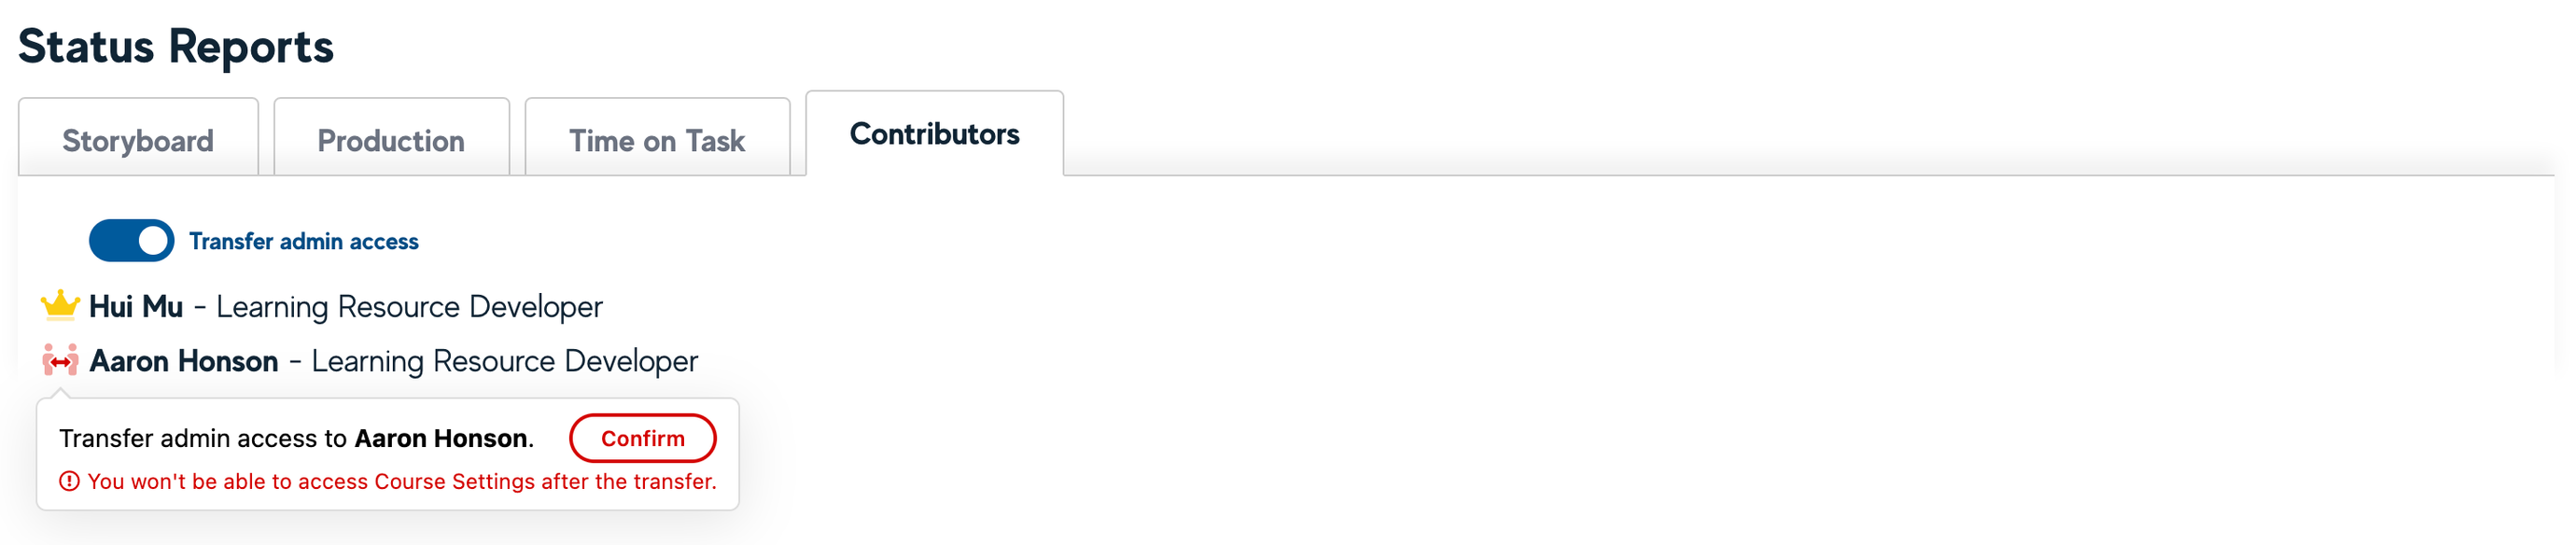 Status Reports
Storyboard
Production
Time on Task
Contributors
Transfer admin access
Hui Mu - Learning Resource Developer
Aaron Honson - Learning Resource Developer
Transfer admin access to Aaron Honson.
Confirm
You won't be able to access Course Settings after the transfer.